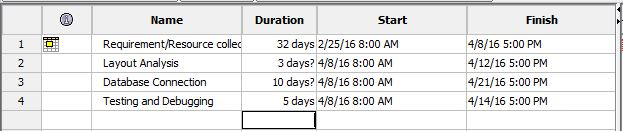 Name Duration Start Finish
1 Requirement/Resource collec 32 days 2/25/16 8:00 AM 4/8/16 5:00 PM
2 Layout Analysis 3 days? 4/8/16 8:00 AM 4/12/16 5:00 PM
3 Database Connection 10 days? 4/8/16 8:00 AM 4/21/16 5:00 PM
4 Testing and Debugging 5 days 4/8/16 8:00 AM 4/14/16 5:00 PM